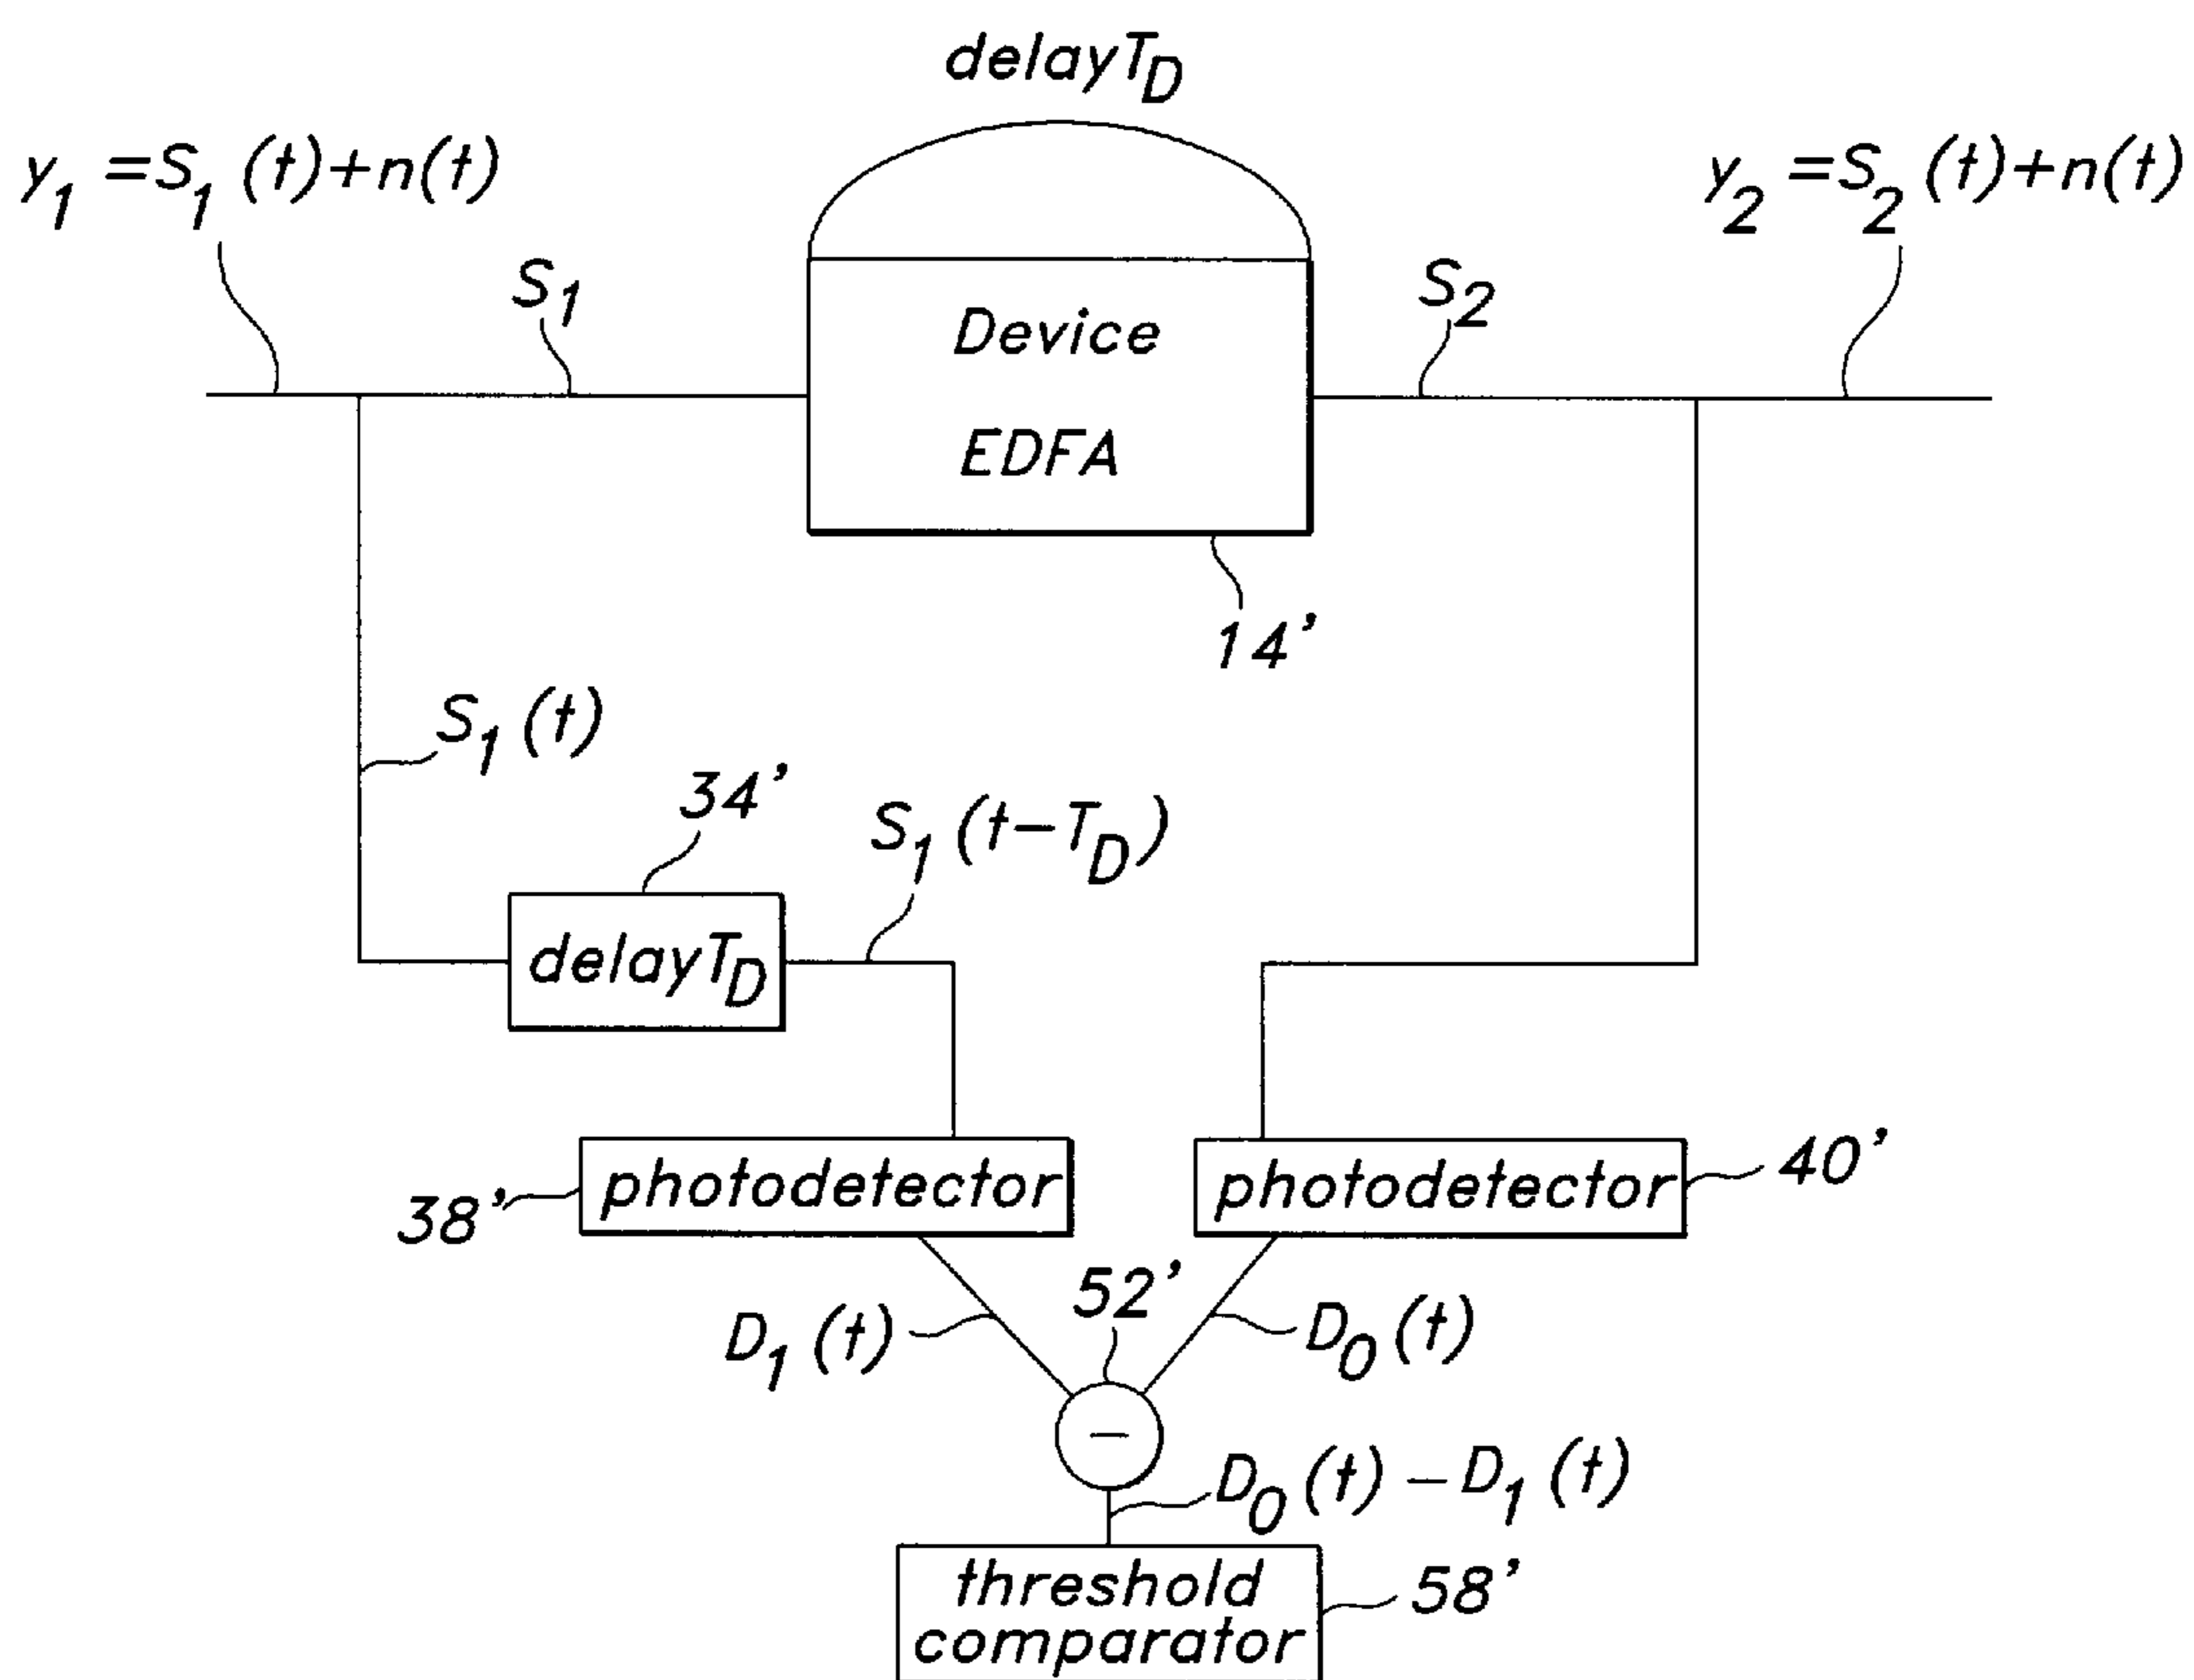 delayT_D
y_1 =S_1 (t)+n(t)
y_2 =S_2 (t)+n(t)
S_1
S_2
Device
EDFA
14'
S_1 (t)
34'
S_1 (t-T_D)
delayT_D
photodetector
photodetector
38'
40'
52'
D_1 (t)
D_0 (t)
−
D_0 (t) − D_1 (t)
threshold
comparator
58'